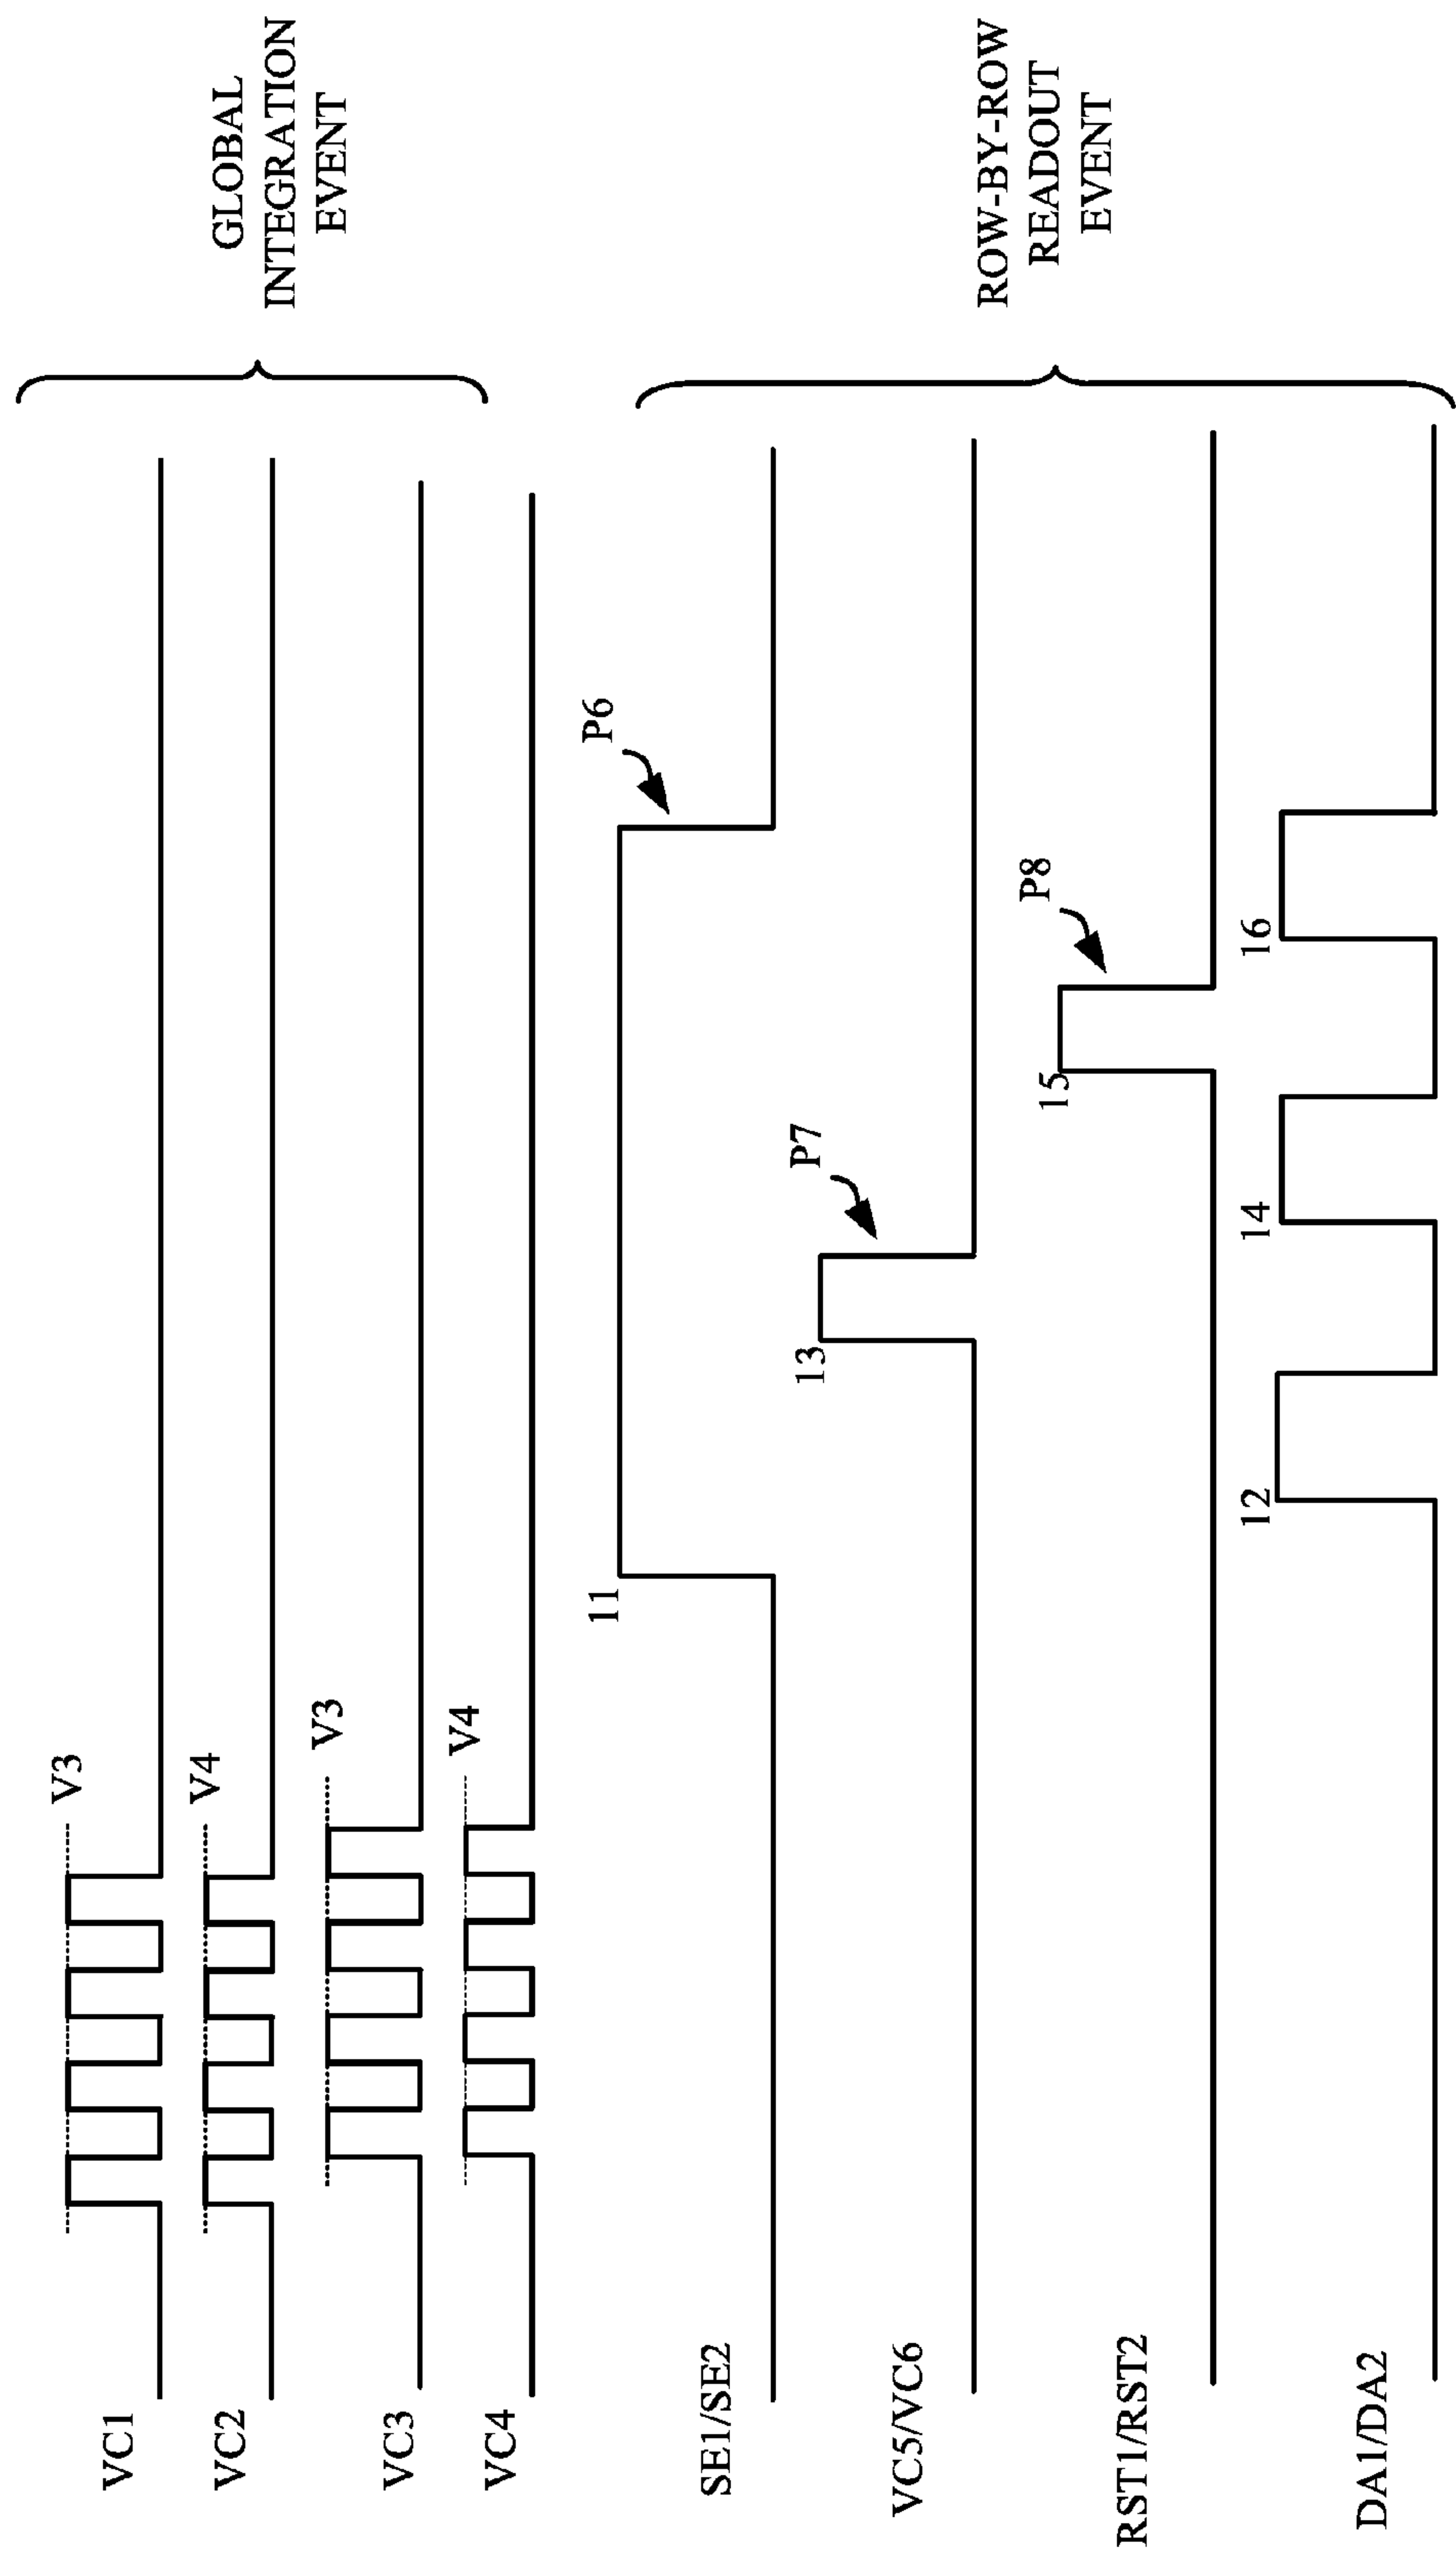 VC1
V3
VC2
V4
VC3
V3
VC4
V4
GLOBAL
INTEGRATION
EVENT
SE1/SE2
11
P6
VC5/VC6
13
P7
RST1/RST2
15
P8
DA1/DA2
12
14
16
ROW-BY-ROW
READOUT
EVENT